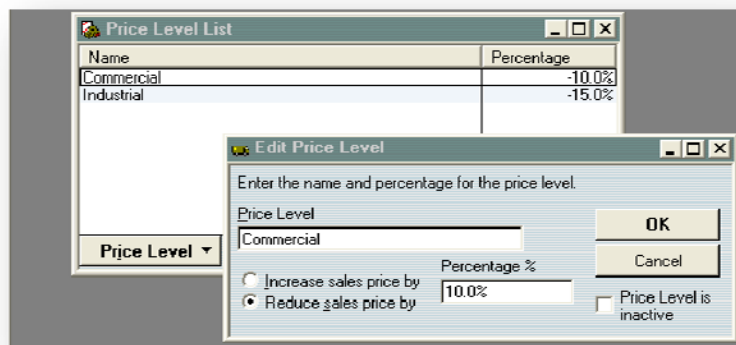 Price Level List
Name Percentage
Commercial -10.0%
Industrial -15.0%
Price Level
Edit Price Level
Enter the name and percentage for the price level.
Price Level
Commercial
OK
Cancel
Percentage %
Increase sales price by
10.0%
Reduce sales price by
Price Level is
inactive